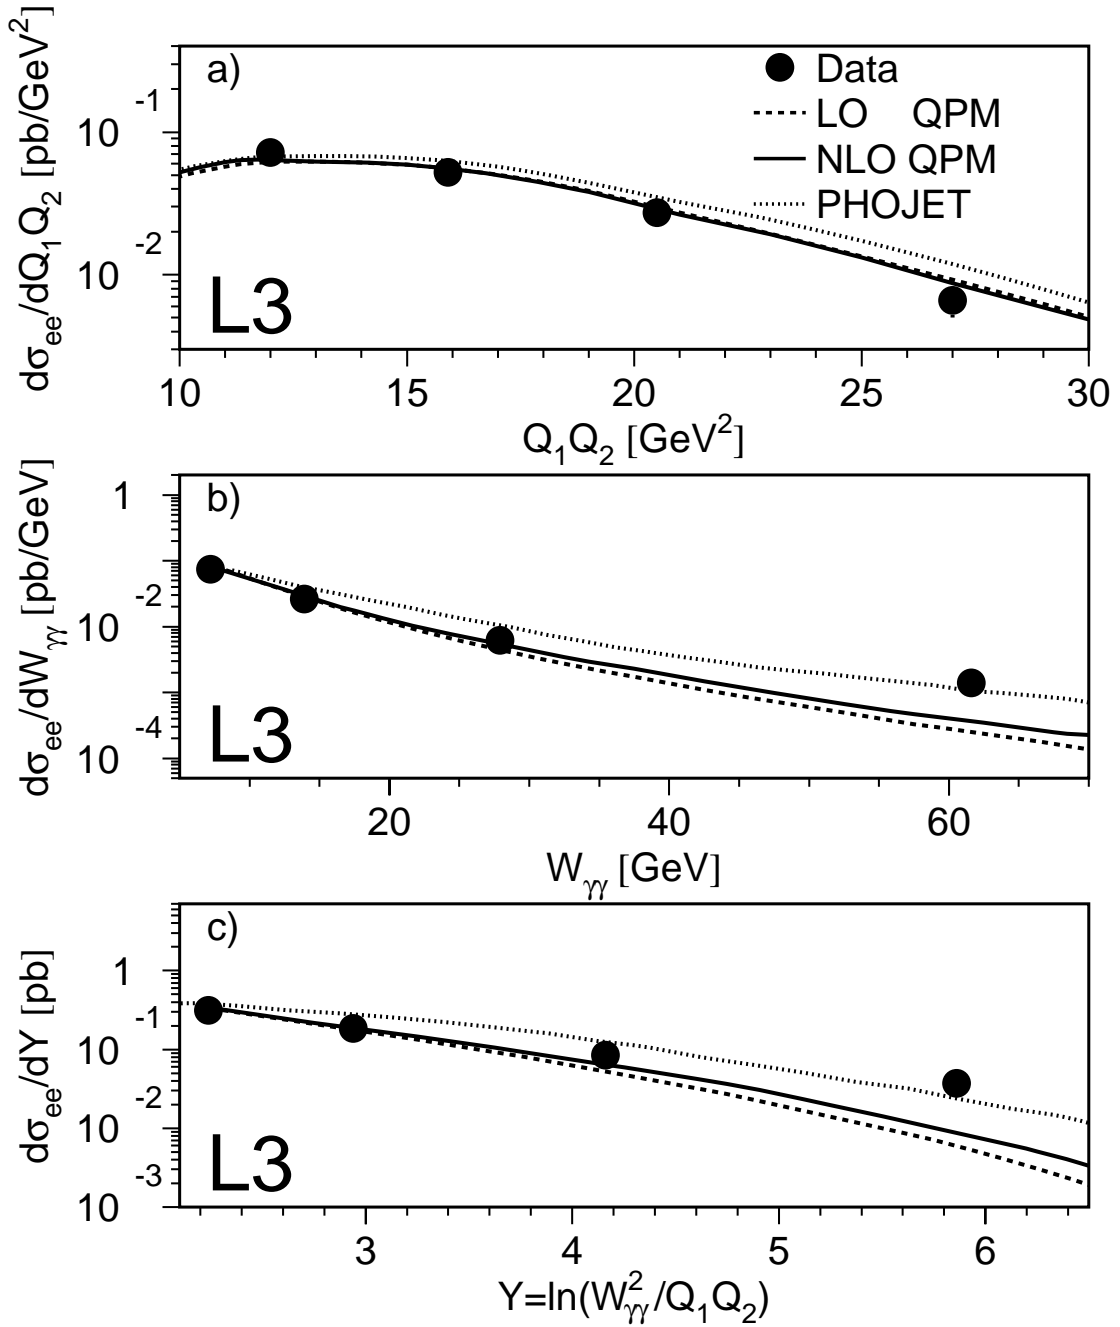 dσee/dQ1Q2 [pb/GeV2]
a)
Data
LO QPM
NLO QPM
PHOJET
10-1
10-2
L3
10 15 20 25 30
Q1Q2 [GeV2]
dσee/dWγγ [pb/GeV]
b)
1
10-2
10-4
L3
20 40 60
Wγγ [GeV]
dσee/dY [pb]
c)
1
10-1
10-2
10-3
L3
3 4 5 6
Y=ln(W2γγ/Q1Q2)